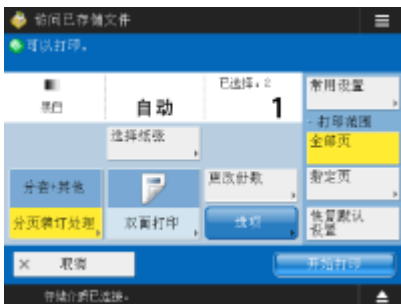 访问已存储文件
可以打印。
黑白
自动
已选择:2
1
常用设置
选择纸张
·打印范围
全部页
分套+其他
更改份数
指定页
分页装订处理
双面打印
选项
恢复默认
设置
× 取消
开始打印
存储介质已连接。